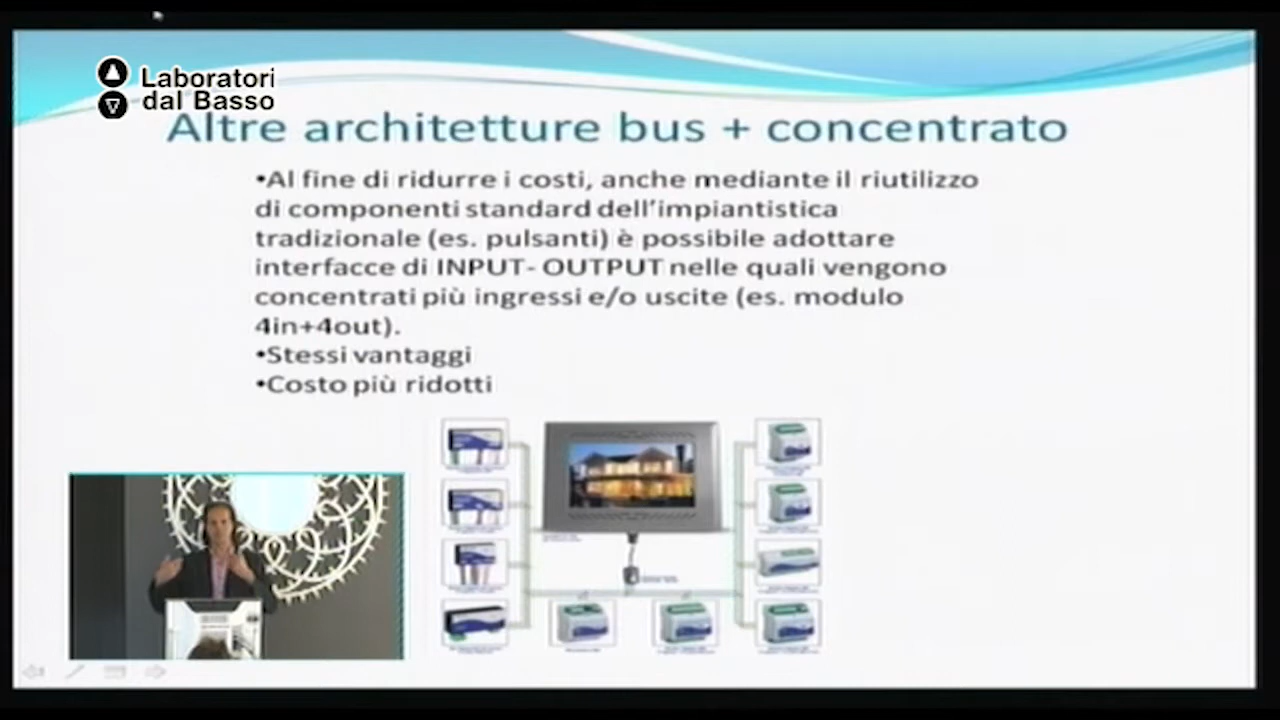 Laboratori
dal Basso
Altre architetture bus + concentrato
•Al fine di ridurre i costi, anche mediante il riutilizzo
di componenti standard dell'impiantistica
tradizionale (es. pulsanti) è possibile adottare
interfacce di INPUT- OUTPUT nelle quali vengono
concentrati più ingressi e/o uscite (es. modulo
4in+4out).
•Stessi vantaggi
•Costo più ridotti